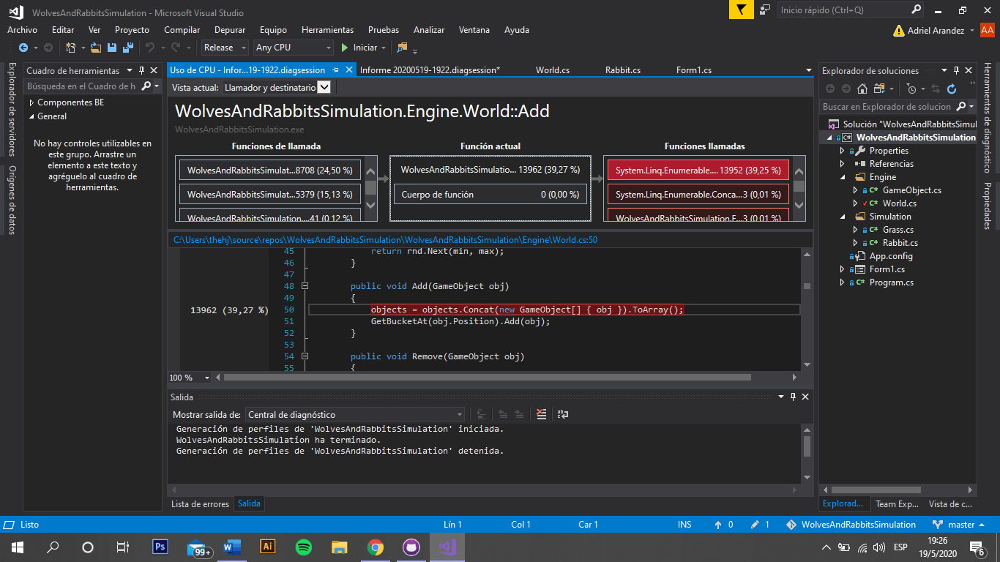 WolvesAndRabbitsSimulation - Microsoft Visual Studio
Inicio rápido (Ctrl+Q)
Archivo Editar Ver Proyecto Compilar Depurar Equipo Herramientas Pruebas Analizar Ventana Ayuda
Adriel Arandez AA
Release Any CPU Iniciar
Explorador de servidores
Orígenes de datos
Cuadro de herramientas
Búsqueda en el Cuadro de h
Componentes BE
General
No hay controles utilizables en
este grupo. Arrastre un
elemento a este texto y
agréguelo al cuadro de
herramientas.
Uso de CPU - Infor...19-1922.diagsession
Informe 20200519-1922.diagsession*
World.cs
Rabbit.cs
Form1.cs
Vista actual: Llamador y destinatario
WolvesAndRabbitsSimulation.Engine.World::Add
WolvesAndRabbitsSimulation.exe
Funciones de llamada
WolvesAndRabbitsSimulat...8708 (24,50 %)
WolvesAndRabbitsSimulat...5379 (15,13 %)
WolvesAndRabbitsSimulation....41 (0,12 %)
Función actual
WolvesAndRabbitsSimulatio... 13962 (39,27 %)
Cuerpo de función 0 (0,00 %)
Funciones llamadas
System.Linq.Enumerable.... 13952 (39,25 %)
System.Linq.Enumerable.Conca...3 (0,01 %)
WolvesAndRabbitsSimulation.E...3 (0,01 %)
C:\Users\thehj\source\repos\WolvesAndRabbitsSimulation\WolvesAndRabbitsSimulation\Engine\World.cs:50
45 return rnd.Next(min, max);
46 }
47
48 public void Add(GameObject obj)
49 {
13962 (39,27 %) 50 objects = objects.Concat(new GameObject[] { obj }).ToArray();
51 GetBucketAt(obj.Position).Add(obj);
52 }
53
54 public void Remove(GameObject obj)
55 {
100 %
Salida
Mostrar salida de: Central de diagnóstico
Generación de perfiles de 'WolvesAndRabbitsSimulation' iniciada.
WolvesAndRabbitsSimulation ha terminado.
Generación de perfiles de 'WolvesAndRabbitsSimulation' detenida.
Lista de errores Salida
Explorador de soluciones
Buscar en Explorador de solucion
Solución "WolvesAndRabbitsSimul
WolvesAndRabbitsSimulation
Properties
Referencias
Engine
GameObject.cs
World.cs
Simulation
Grass.cs
Rabbit.cs
App.config
Form1.cs
Program.cs
Explorad... Team Exp... Vista de c...
Herramientas de diagnóstico
Propiedades
Listo Lín 1 Col 1 Car 1 INS 0 1 WolvesAndRabbitsSimulation master
Ps 99+ W Ai
ESP
19:26
19/5/2020
6